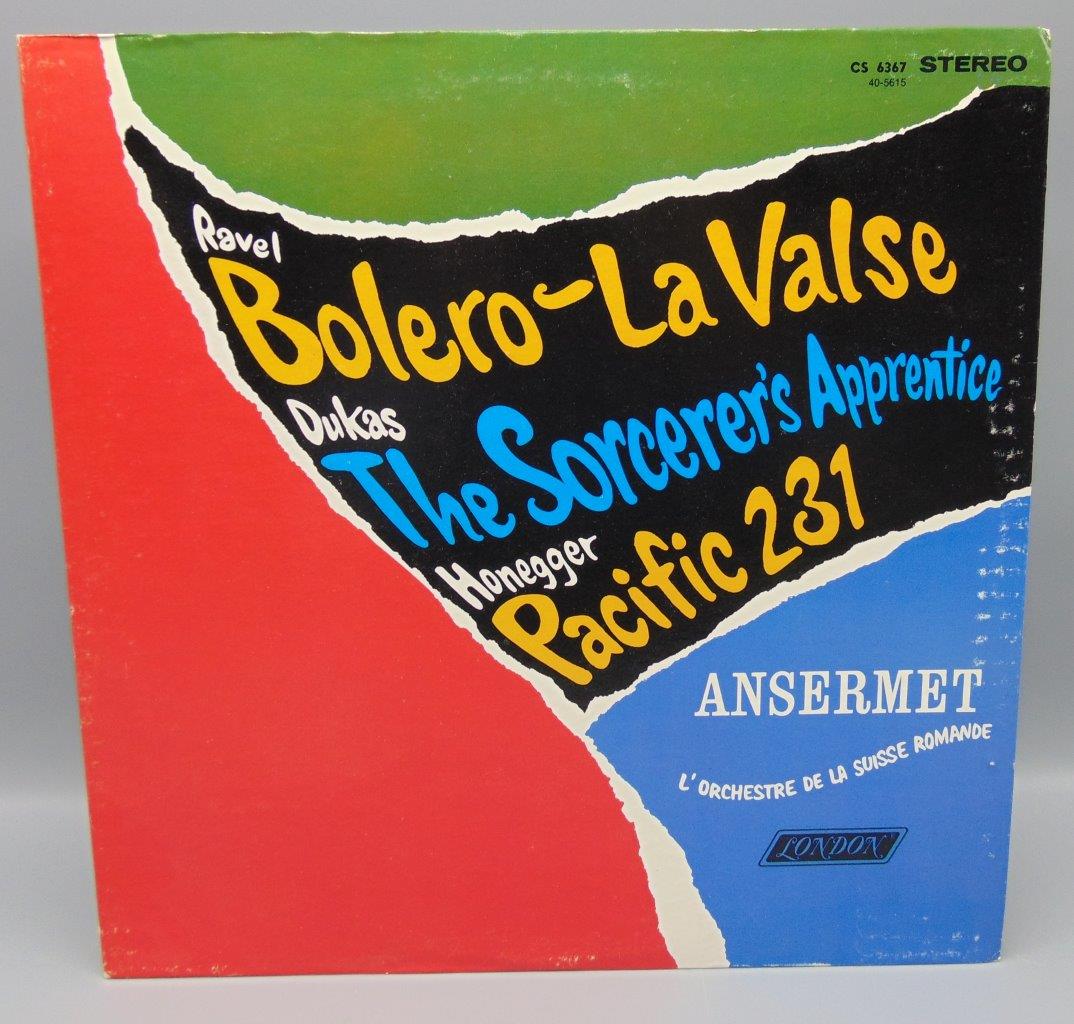 CS 6367 STEREO
40-5615
Ravel
Bolero-La Valse
Dukas
The Sorcerer's Apprentice
Honegger
Pacific 231
ANSERMET
L'ORCHESTRE DE LA SUISSE ROMANDE
LONDON